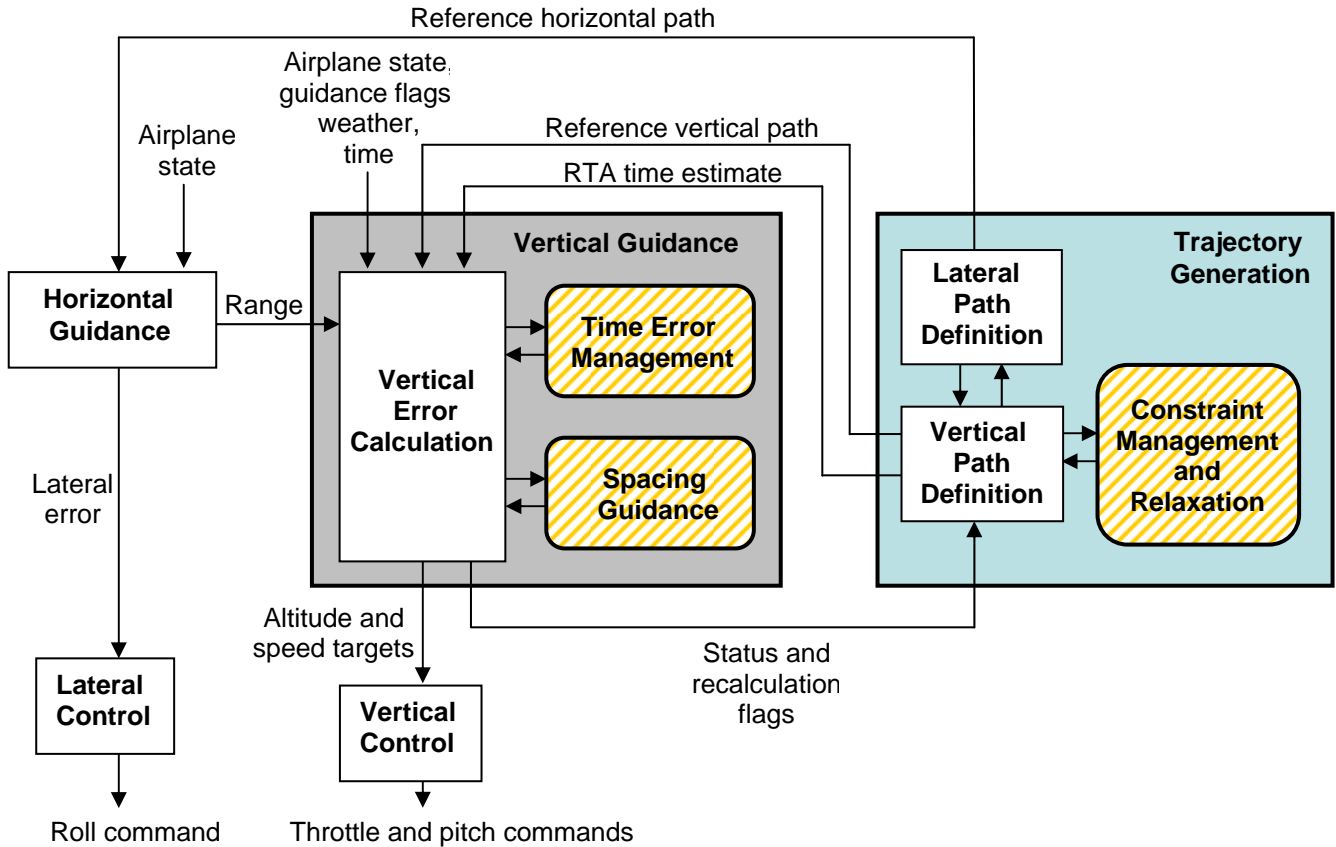 Reference horizontal path
Airplane state,
guidance flags
weather,
time
Airplane
state
Reference vertical path
RTA time estimate
Vertical Guidance
Trajectory
Generation
Lateral
Path
Definition
Horizontal
Guidance
Range
Time Error
Management
Vertical
Error
Calculation
Constraint
Management
and
Relaxation
Vertical
Path
Definition
Spacing
Guidance
Lateral
error
Altitude and
speed targets
Status and
recalculation
flags
Lateral
Control
Vertical
Control
Roll command
Throttle and pitch commands